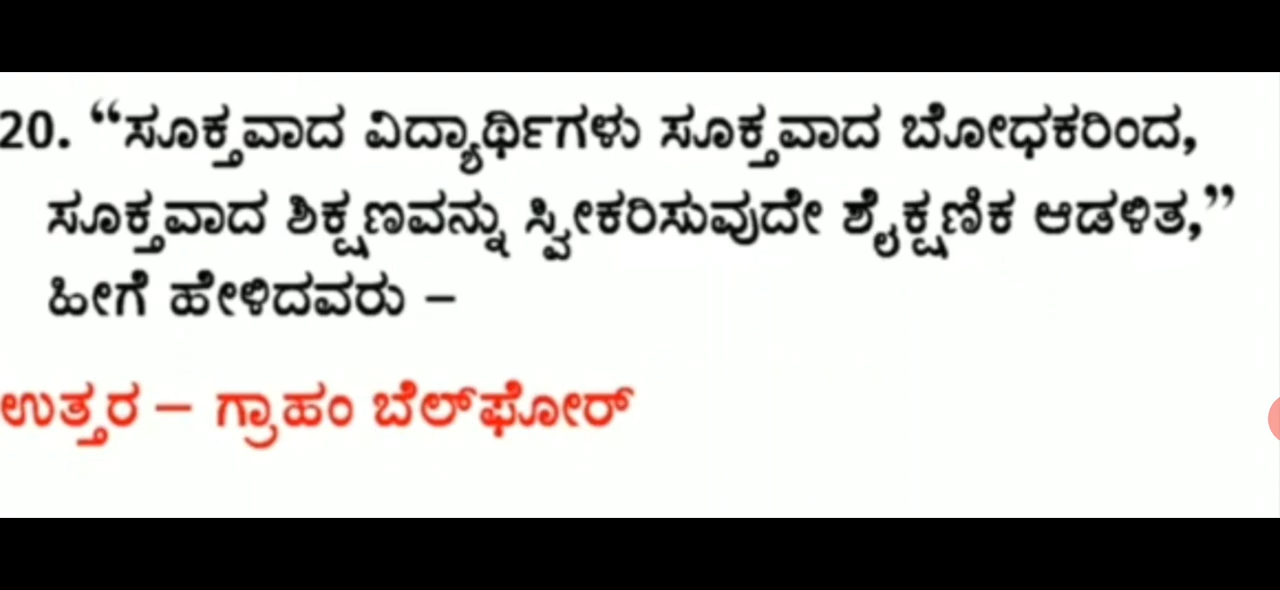 20. “ಸೂಕ್ತವಾದ ವಿದ್ಯಾರ್ಥಿಗಳು ಸೂಕ್ತವಾದ ಬೋಧಕರಿಂದ,
ಸೂಕ್ತವಾದ ಶಿಕ್ಷಣವನ್ನು ಸ್ವೀಕರಿಸುವುದೇ ಶೈಕ್ಷಣಿಕ ಆಡಳಿತ,”
ಹೀಗೆ ಹೇಳಿದವರು –
ಉತ್ತರ – ಗ್ರಾಹಂ ಬೆಲ್‌ಫೋರ್